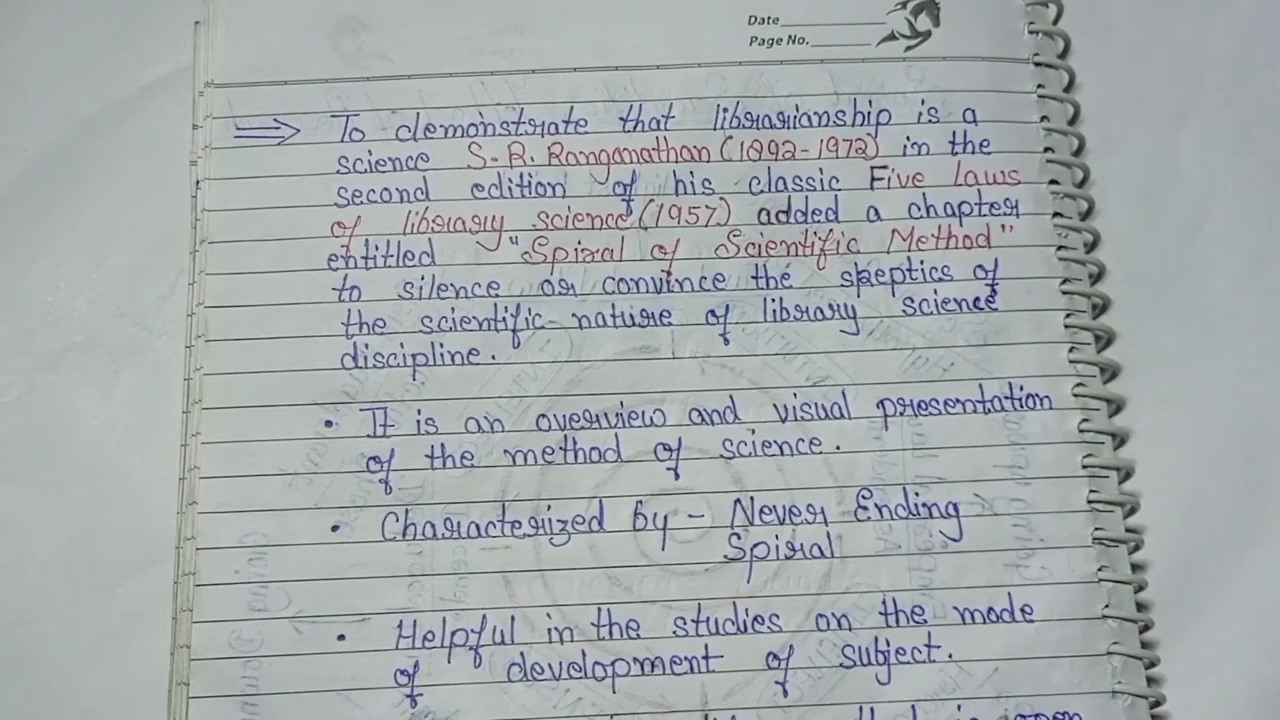 Date
Page No.
⇒ To demonstrate that librarianship is a
science S.R. Ranganathan (1892-1972) in the
second edition of his classic Five laws
of library science (1957) added a chapter
entitled "Spiral of Scientific Method"
to silence or convince the skeptics of
the scientific nature of library science
discipline.
• It is an overview and visual presentation
of the method of science.
• Characterized by - Never Ending
Spiral
• Helpful in the studies on the mode
of development of subject.